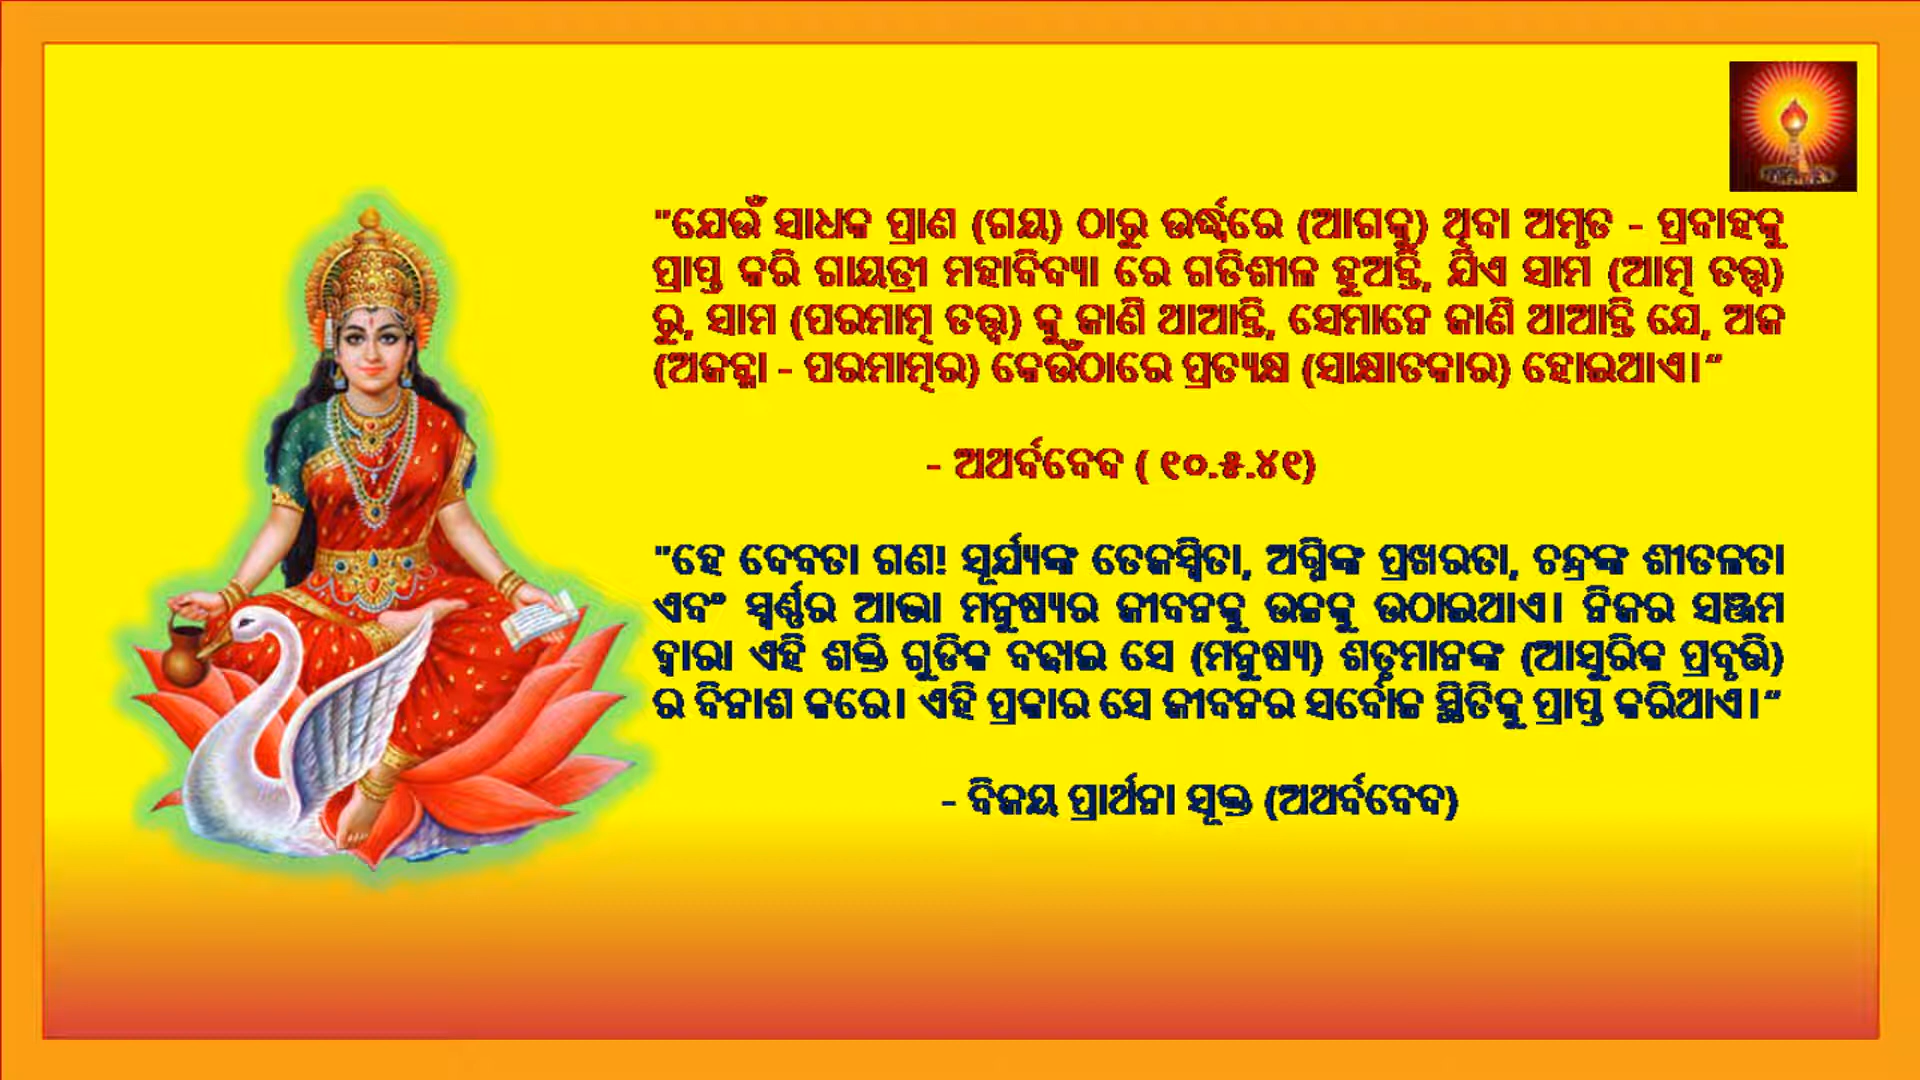 "ଯେଉଁ ସାଧକ ପ୍ରାଣ (ଗୟ) ଠାରୁ ଉର୍ଦ୍ଧ୍ୱରେ (ଆଗକୁ) ଥିବା ଅମୃତ - ପ୍ରବାହକୁ
ପ୍ରାପ୍ତ କରି ଗାୟତ୍ରୀ ମହାବିଦ୍ୟା ରେ ଗତିଶୀଳ ହୁଅନ୍ତି, ଯିଏ ସାମ (ଆତ୍ମ ତତ୍ତ୍ୱ)
ରୁ, ସାମ (ପରମାତ୍ମ ତତ୍ତ୍ୱ) କୁ ଜାଣି ଥାଆନ୍ତି, ସେମାନେ ଜାଣି ଥାଆନ୍ତି ଯେ, ଅଜ
(ଅଜନ୍ମା - ପରମାତ୍ମର) କେଉଁଠାରେ ପ୍ରତ୍ୟକ୍ଷ (ସାକ୍ଷାତକାର) ହୋଇଥାଏ।"
- ଅଥର୍ବବେଦ ( ୧୦.୫.୪୧)
"ହେ ଦେବତା ଗଣ! ସୂର୍ଯ୍ୟଙ୍କ ତେଜସ୍ୱିତା, ଅଗ୍ନିଙ୍କ ପ୍ରଖରତା, ଚନ୍ଦ୍ରଙ୍କ ଶୀତଳତା
ଏବଂ ସ୍ୱର୍ଣ୍ଣର ଆଭା ମନୁଷ୍ୟର ଜୀବନକୁ ଉଚ୍ଚକୁ ଉଠାଇଥାଏ। ନିଜର ସଞ୍ଜମ
ଦ୍ୱାରା ଏହି ଶକ୍ତି ଗୁଡିକ ବଢାଇ ସେ (ମନୁଷ୍ୟ) ଶତୃମାନଙ୍କ (ଆସୁରିକ ପ୍ରବୃତ୍ତି)
ର ବିନାଶ କରେ। ଏହି ପ୍ରକାର ସେ ଜୀବନର ସର୍ବୋଚ୍ଚ ସ୍ଥିତିକୁ ପ୍ରାପ୍ତ କରିଥାଏ।"
- ବିଜୟ ପ୍ରାର୍ଥନା ସୂକ୍ତ (ଅଥର୍ବବେଦ)